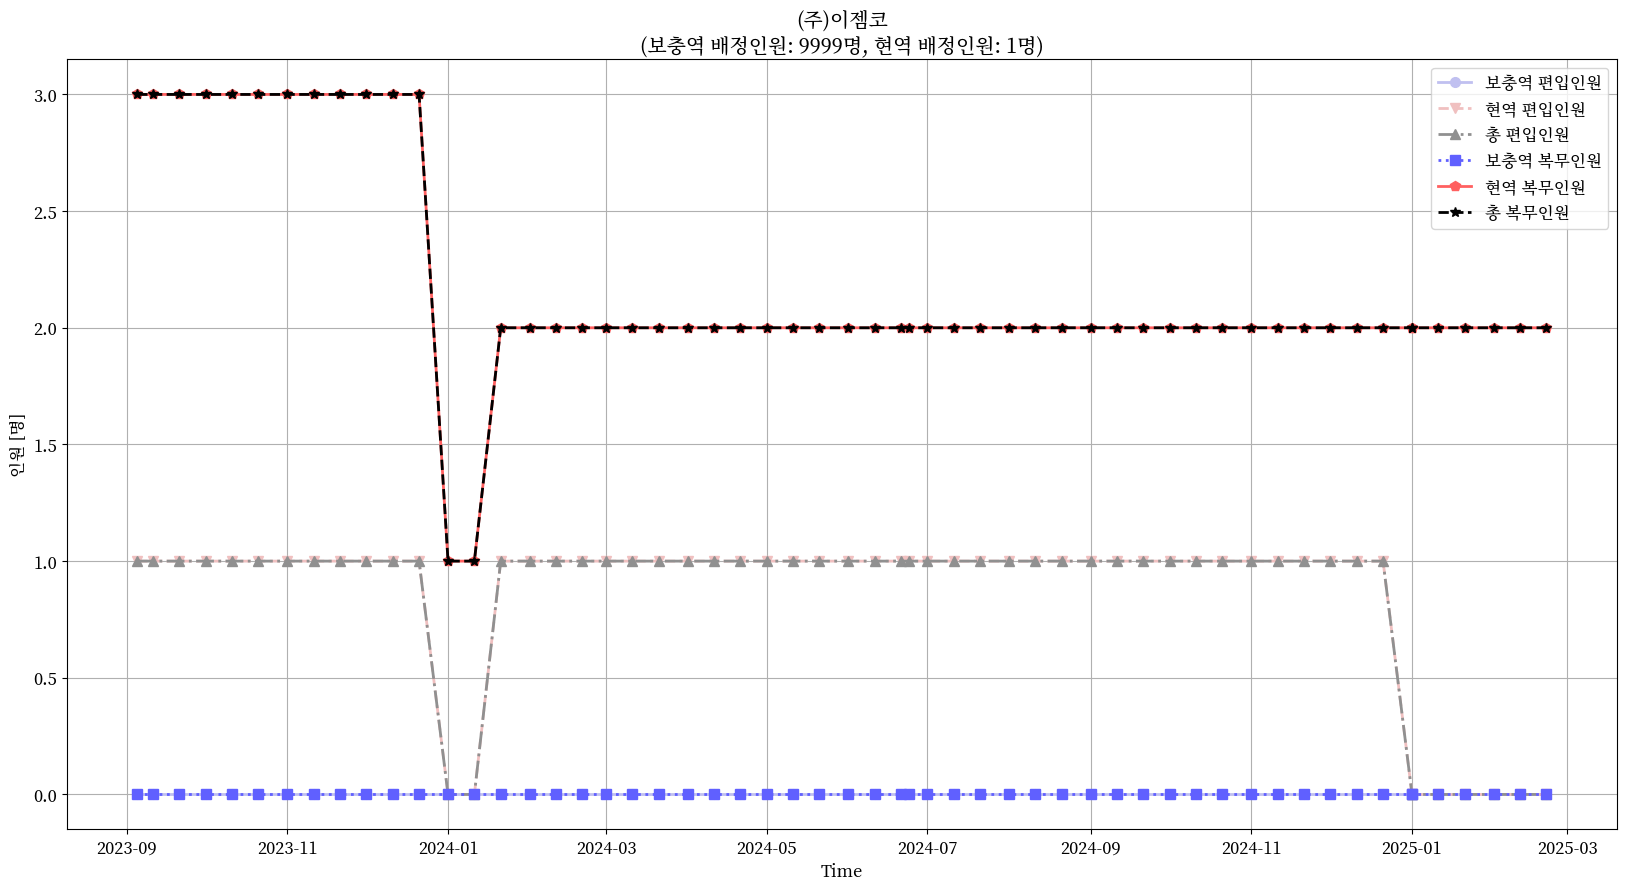 (주)이젬코
(보충역 배정인원: 9999명, 현역 배정인원: 1명)
보충역 편입인원
현역 편입인원
총 편입인원
보충역 복무인원
현역 복무인원
총 복무인원
인원 [명]
3.0
2.5
2.0
1.5
1.0
0.5
0.0
2023-09
2023-11
2024-01
2024-03
2024-05
2024-07
2024-09
2024-11
2025-01
2025-03
Time